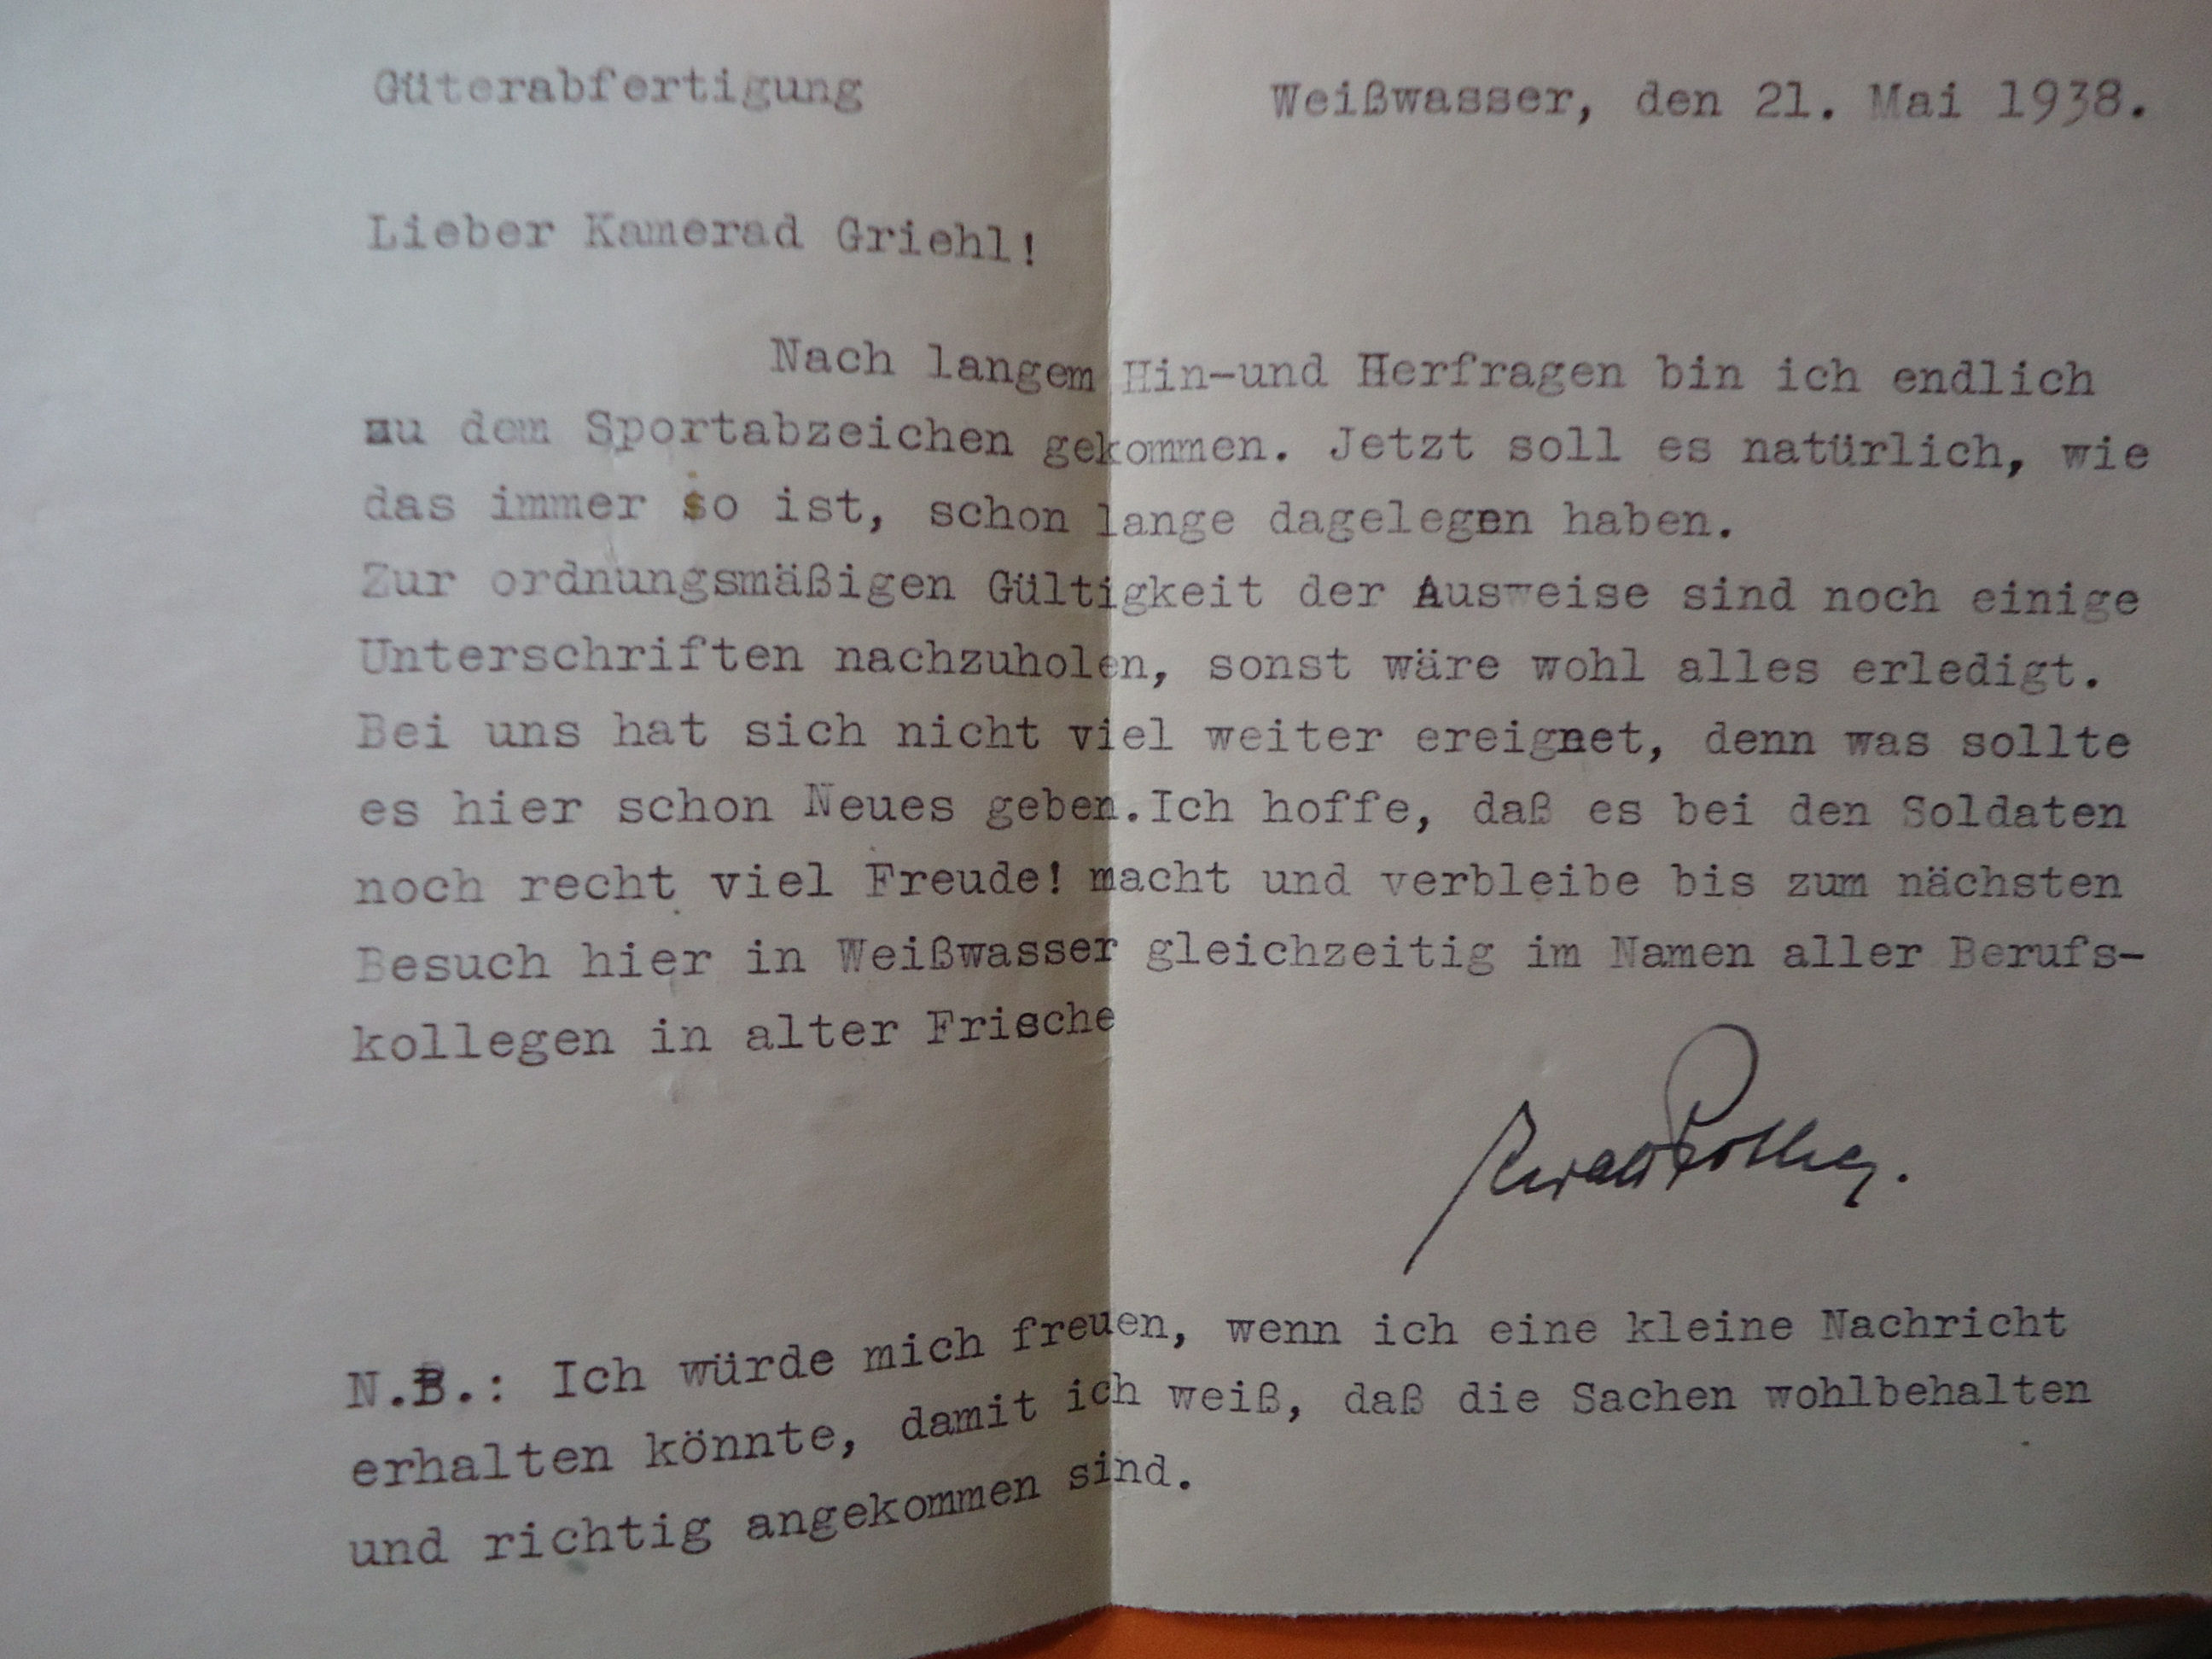 Güterabfertigung Weißwasser, den 21. Mai 1938.
Lieber Kamerad Griehl!
Nach langem Hin-und Herfragen bin ich endlich
zu dem Sportabzeichen gekommen. Jetzt soll es natürlich, wie
das immer so ist, schon lange dagelegen haben.
Zur ordnungsmäßigen Gültigkeit der Ausweise sind noch einige
Unterschriften nachzuholen, sonst wäre wohl alles erledigt.
Bei uns hat sich nicht viel weiter ereignet, denn was sollte
es hier schon Neues geben.Ich hoffe, daß es bei den Soldaten
noch recht viel Freude! macht und verbleibe bis zum nächsten
Besuch hier in Weißwasser gleichzeitig im Namen aller Berufs-
kollegen in alter Frische
N.B.: Ich würde mich freuen, wenn ich eine kleine Nachricht
erhalten könnte, damit ich weiß, daß die Sachen wohlbehalten
und richtig angekommen sind.